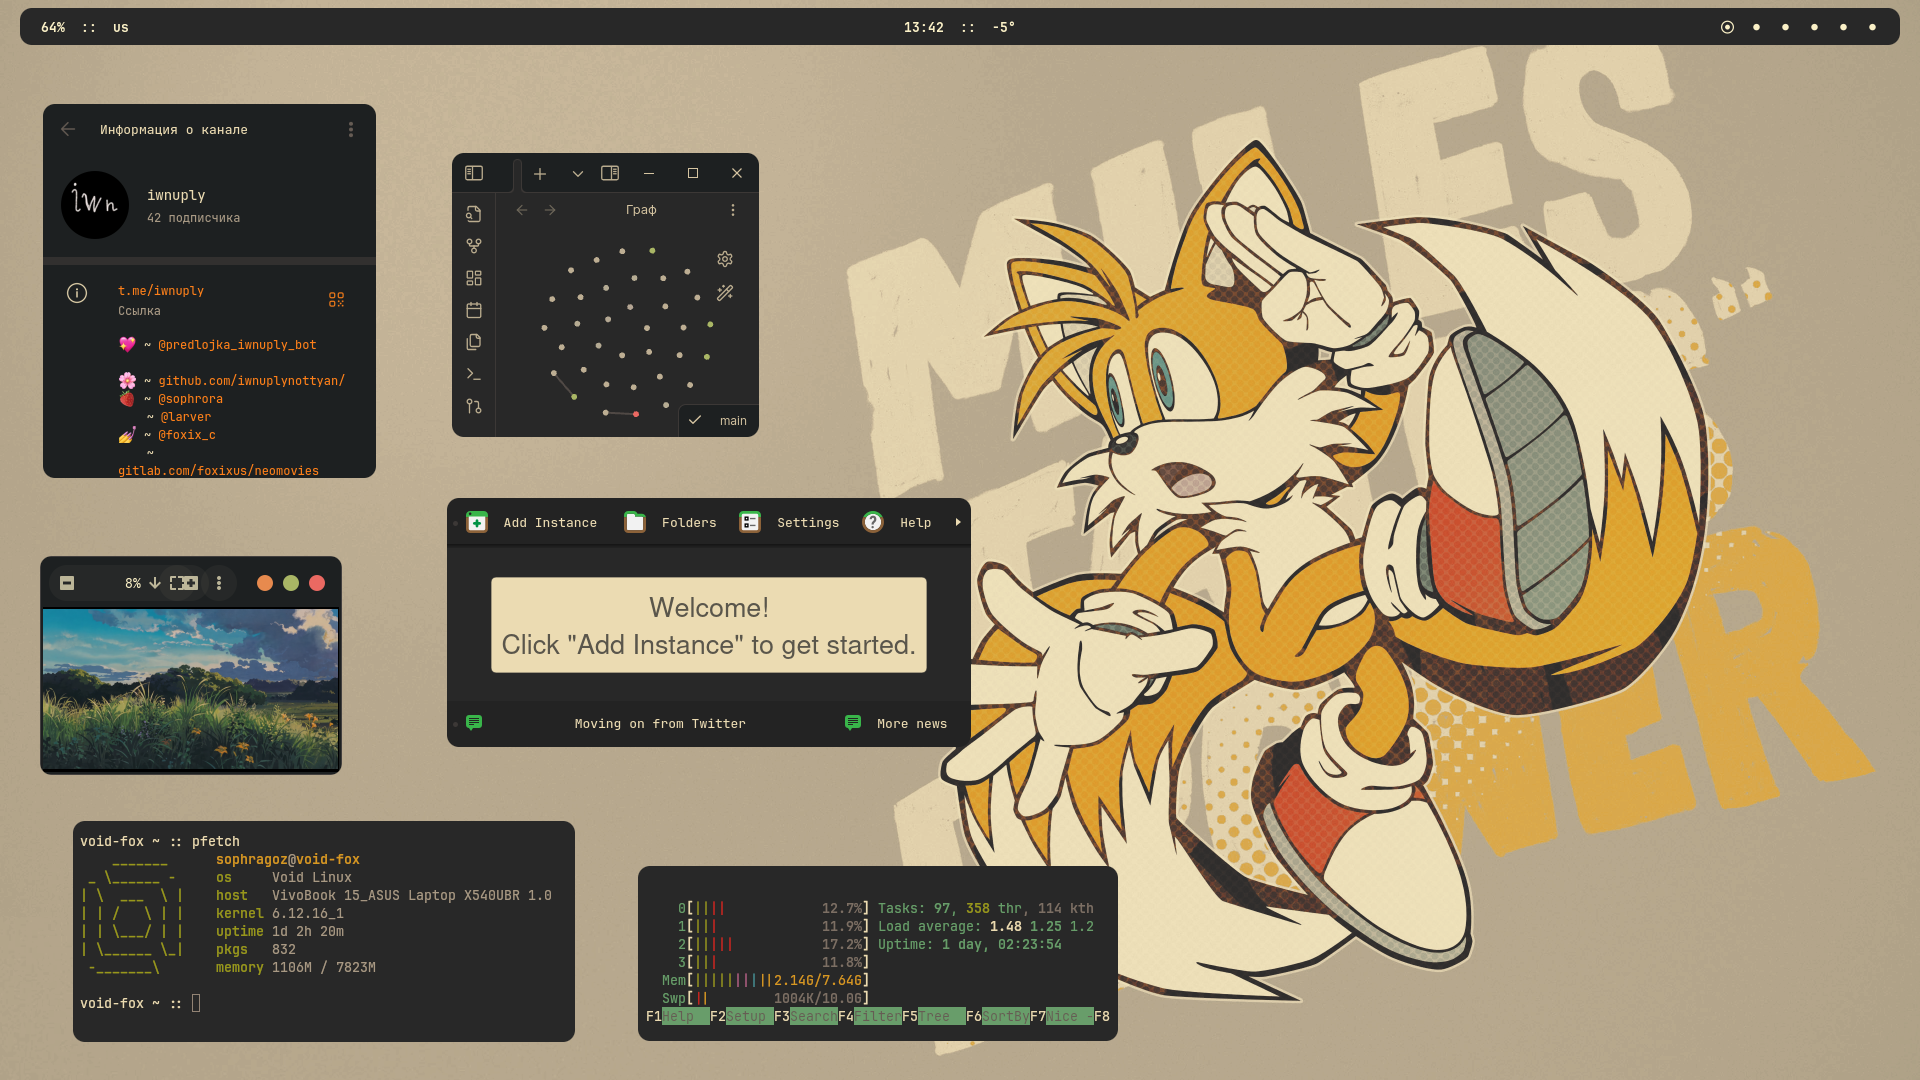 64% :: us
13:42 :: -5°
MILES
Информация о канале
iwn
iwnuply
42 подписчика
t.me/iwnuply
Ссылка
~ @predlojka_iwnuply_bot
~ github.com/iwnuplynottyan/
~ @sophrora
~ @larver
~ @foxix_c
~
gitlab.com/foxixus/neomovies
Граф
main
8%
Add Instance
Folders
Settings
Help
Welcome!
Click "Add Instance" to get started.
Moving on from Twitter
More news
void-fox ~ :: pfetch
sophragoz@void-fox
os Void Linux
host VivoBook 15_ASUS Laptop X540UBR 1.0
kernel 6.12.16_1
uptime 1d 2h 20m
pkgs 832
memory 1106M / 7823M
void-fox ~ ::
0[|||| 12.7%] Tasks: 97, 358 thr, 114 kth
1[||| 11.9%] Load average: 1.48 1.25 1.2
2[||||| 17.2%] Uptime: 1 day, 02:23:54
3[||| 11.8%]
Mem[||||||||||2.14G/7.64G]
Swp[|| 1004K/10.0G]
F1Help F2Setup F3SearchF4FilterF5Tree F6SortByF7Nice -F8